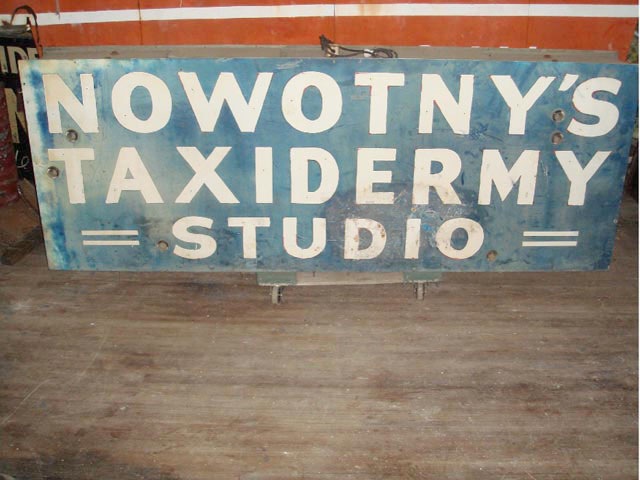 NOWOTNY'S
TAXIDERMY
= STUDIO =